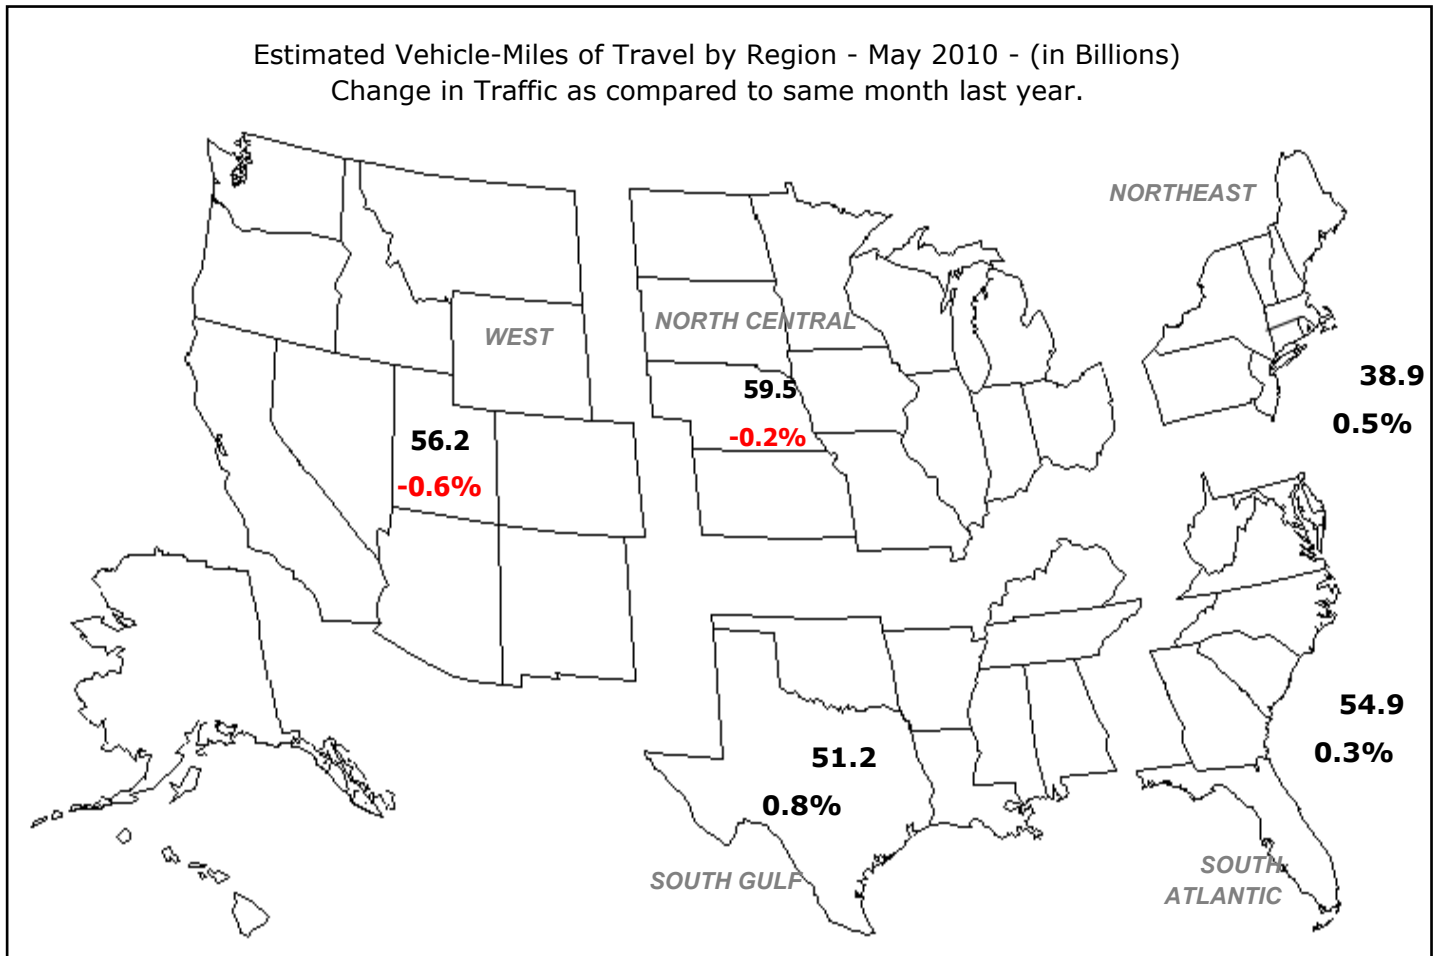 Estimated Vehicle-Miles of Travel by Region - May 2010 - (in Billions)
Change in Traffic as compared to same month last year.
NORTHEAST
38.9
0.5%
WEST
56.2
-0.6%
NORTH CENTRAL
59.5
-0.2%
54.9
0.3%
SOUTH
ATLANTIC
51.2
0.8%
SOUTH GULF